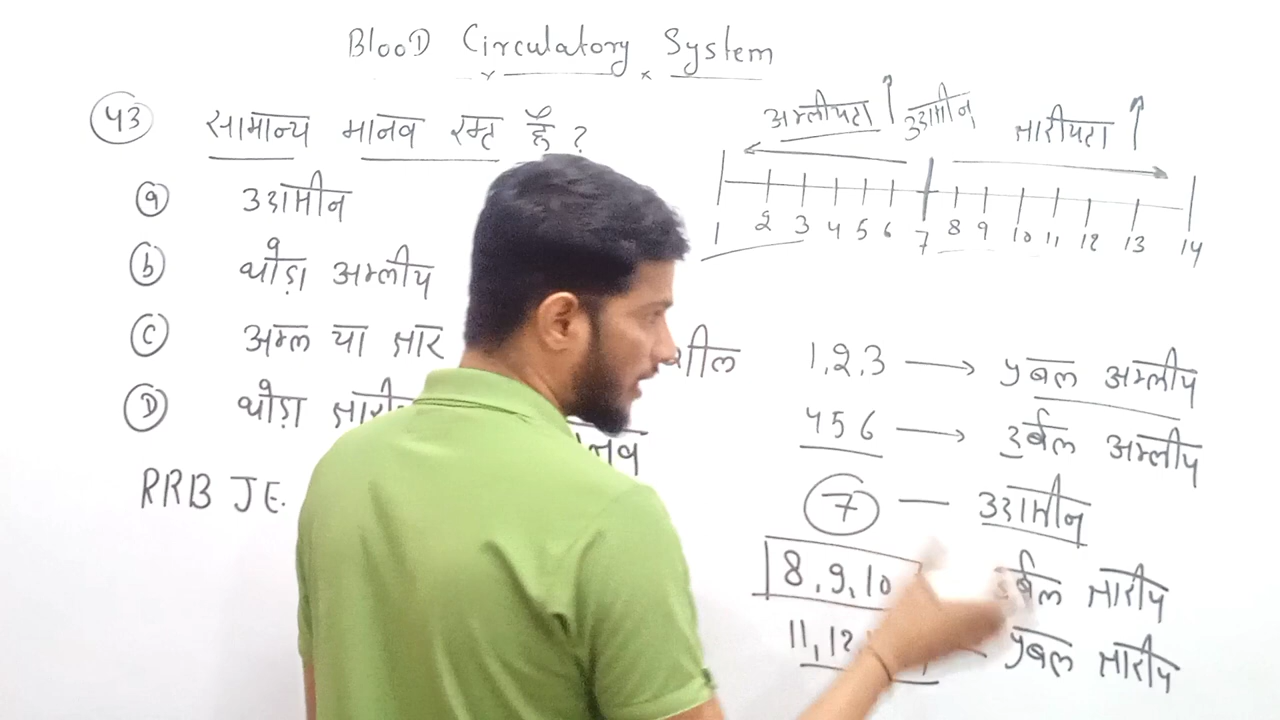 BlooD Circulatory System
43 सामान्य मानव रक्त है ?
a उदासीन
b थोड़ा अम्लीय
c अम्ल या क्षार
D थोड़ा
RRB JE.
अम्लीयता उदासीन क्षारीयता
1 2 3 4 5 6 7 8 9 10 11 12 13 14
1,2,3 → प्रबल अम्लीय
4 5 6 → दुर्बल अम्लीय
7 — उदासीन
8,9,10 दुर्बल क्षारीय
11,12 प्रबल क्षारीय